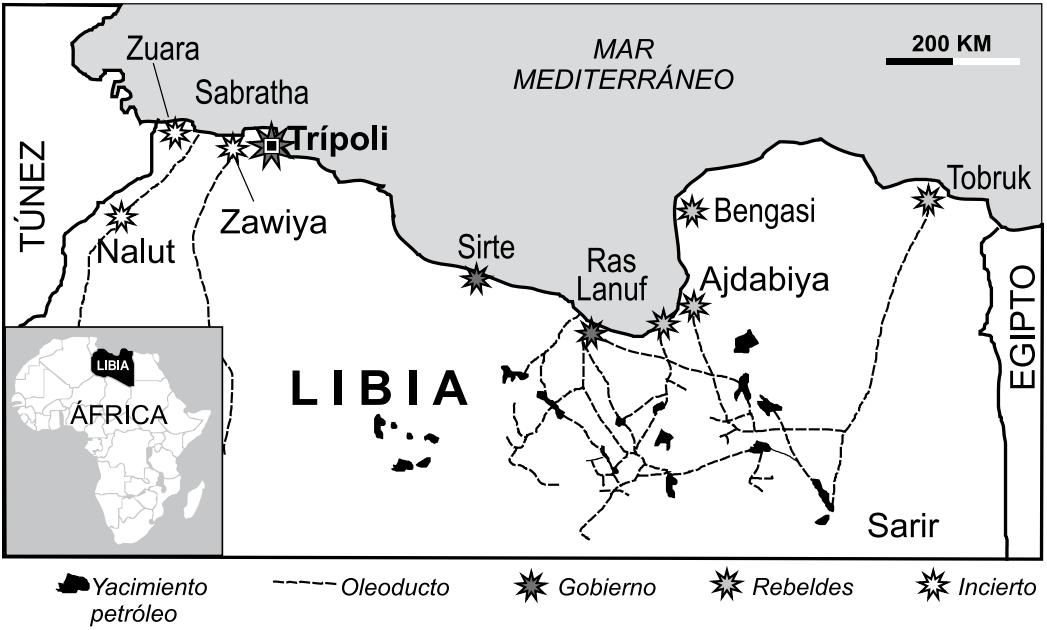 Zuara
MAR
MEDITERRÁNEO
200 KM
Sabratha
Trípoli
TÚNEZ
Tobruk
Zawiya
Bengasi
Nalut
Sirte
Ras
Lanuf
Ajdabiya
EGIPTO
LIBIA
LIBIA
ÁFRICA
Sarir
Yacimiento
petróleo
Oleoducto
Gobierno
Rebeldes
Incierto